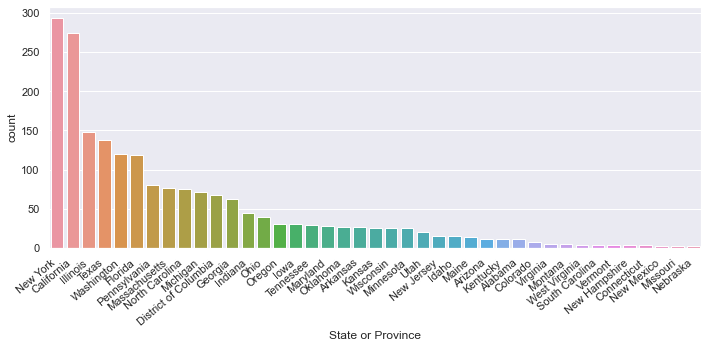 300
250
200
150
100
50
0
count
New York
California
Illinois
Texas
Washington
Florida
Pennsylvania
Massachusetts
North Carolina
Michigan
District of Columbia
Georgia
Indiana
Ohio
Oregon
Iowa
Tennessee
Maryland
Oklahoma
Arkansas
Kansas
Wisconsin
Minnesota
Utah
New Jersey
Idaho
Maine
Arizona
Kentucky
Alabama
Colorado
Virginia
Montana
West Virginia
South Carolina
Vermont
New Hampshire
Connecticut
New Mexico
Missouri
Nebraska
State or Province